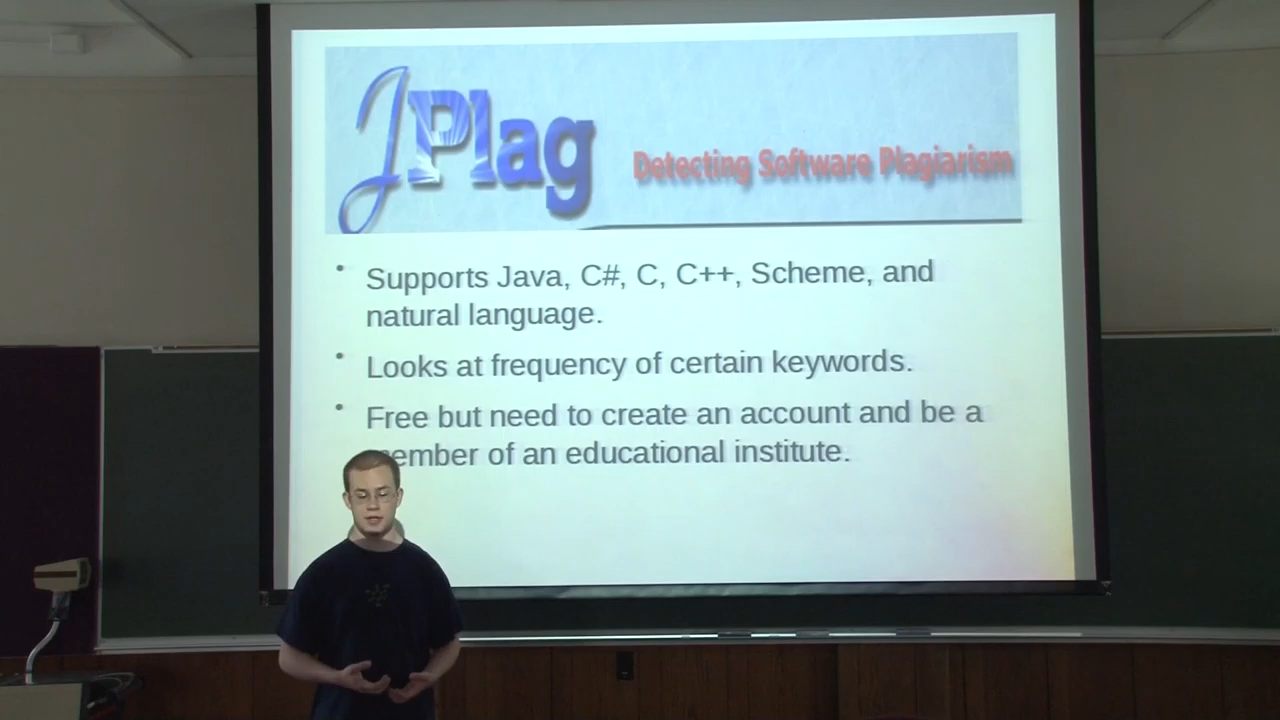 JPlag
Detecting Software Plagiarism
• Supports Java, C#, C, C++, Scheme, and
natural language.
• Looks at frequency of certain keywords.
• Free but need to create an account and be a
member of an educational institute.